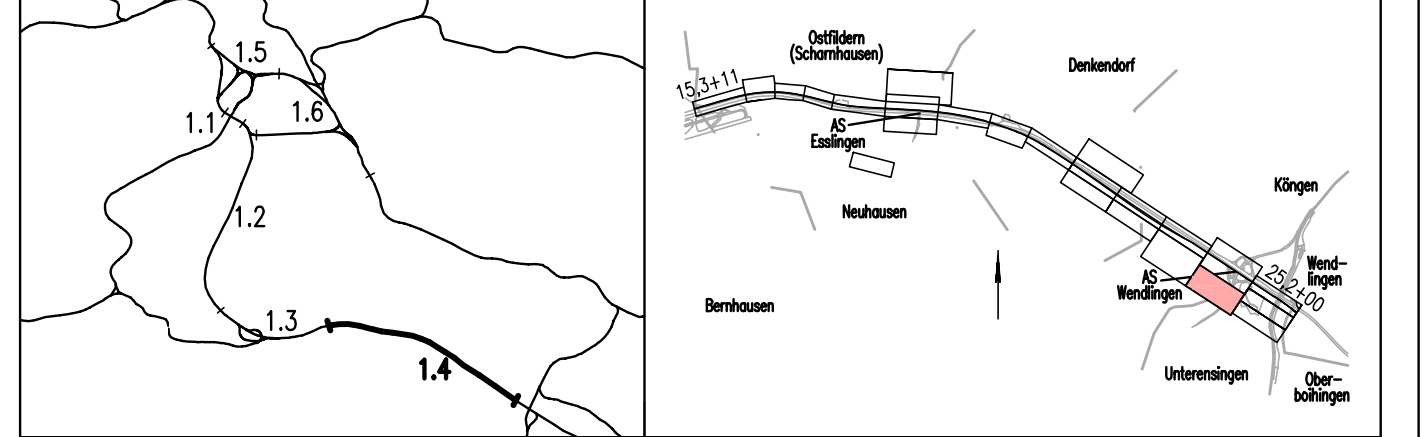 1.5
1.6
1.1
1.2
1.3
1.4
Ostfildern
(Scharnhausen)
Denkendorf
15,3+11
AS
Esslingen
Neuhausen
Köngen
AS
Wendlingen
Wend–
lingen
25,2+00
Bernhausen
Unterensingen
Ober–
boihingen